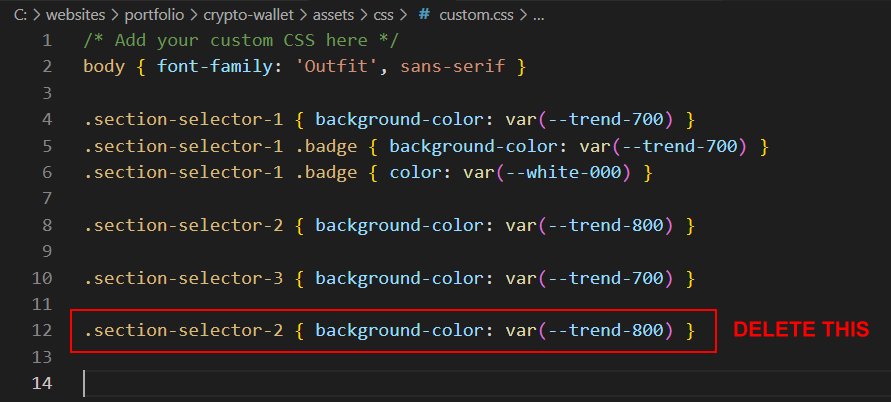 C: > websites > portfolio > crypto-wallet > assets > css > # custom.css > ...
1 /* Add your custom CSS here */
2 body { font-family: 'Outfit', sans-serif }
3
4 .section-selector-1 { background-color: var(--trend-700) }
5 .section-selector-1 .badge { background-color: var(--trend-700) }
6 .section-selector-1 .badge { color: var(--white-000) }
7
8 .section-selector-2 { background-color: var(--trend-800) }
9
10 .section-selector-3 { background-color: var(--trend-700) }
11
12 .section-selector-2 { background-color: var(--trend-800) } DELETE THIS
13
14